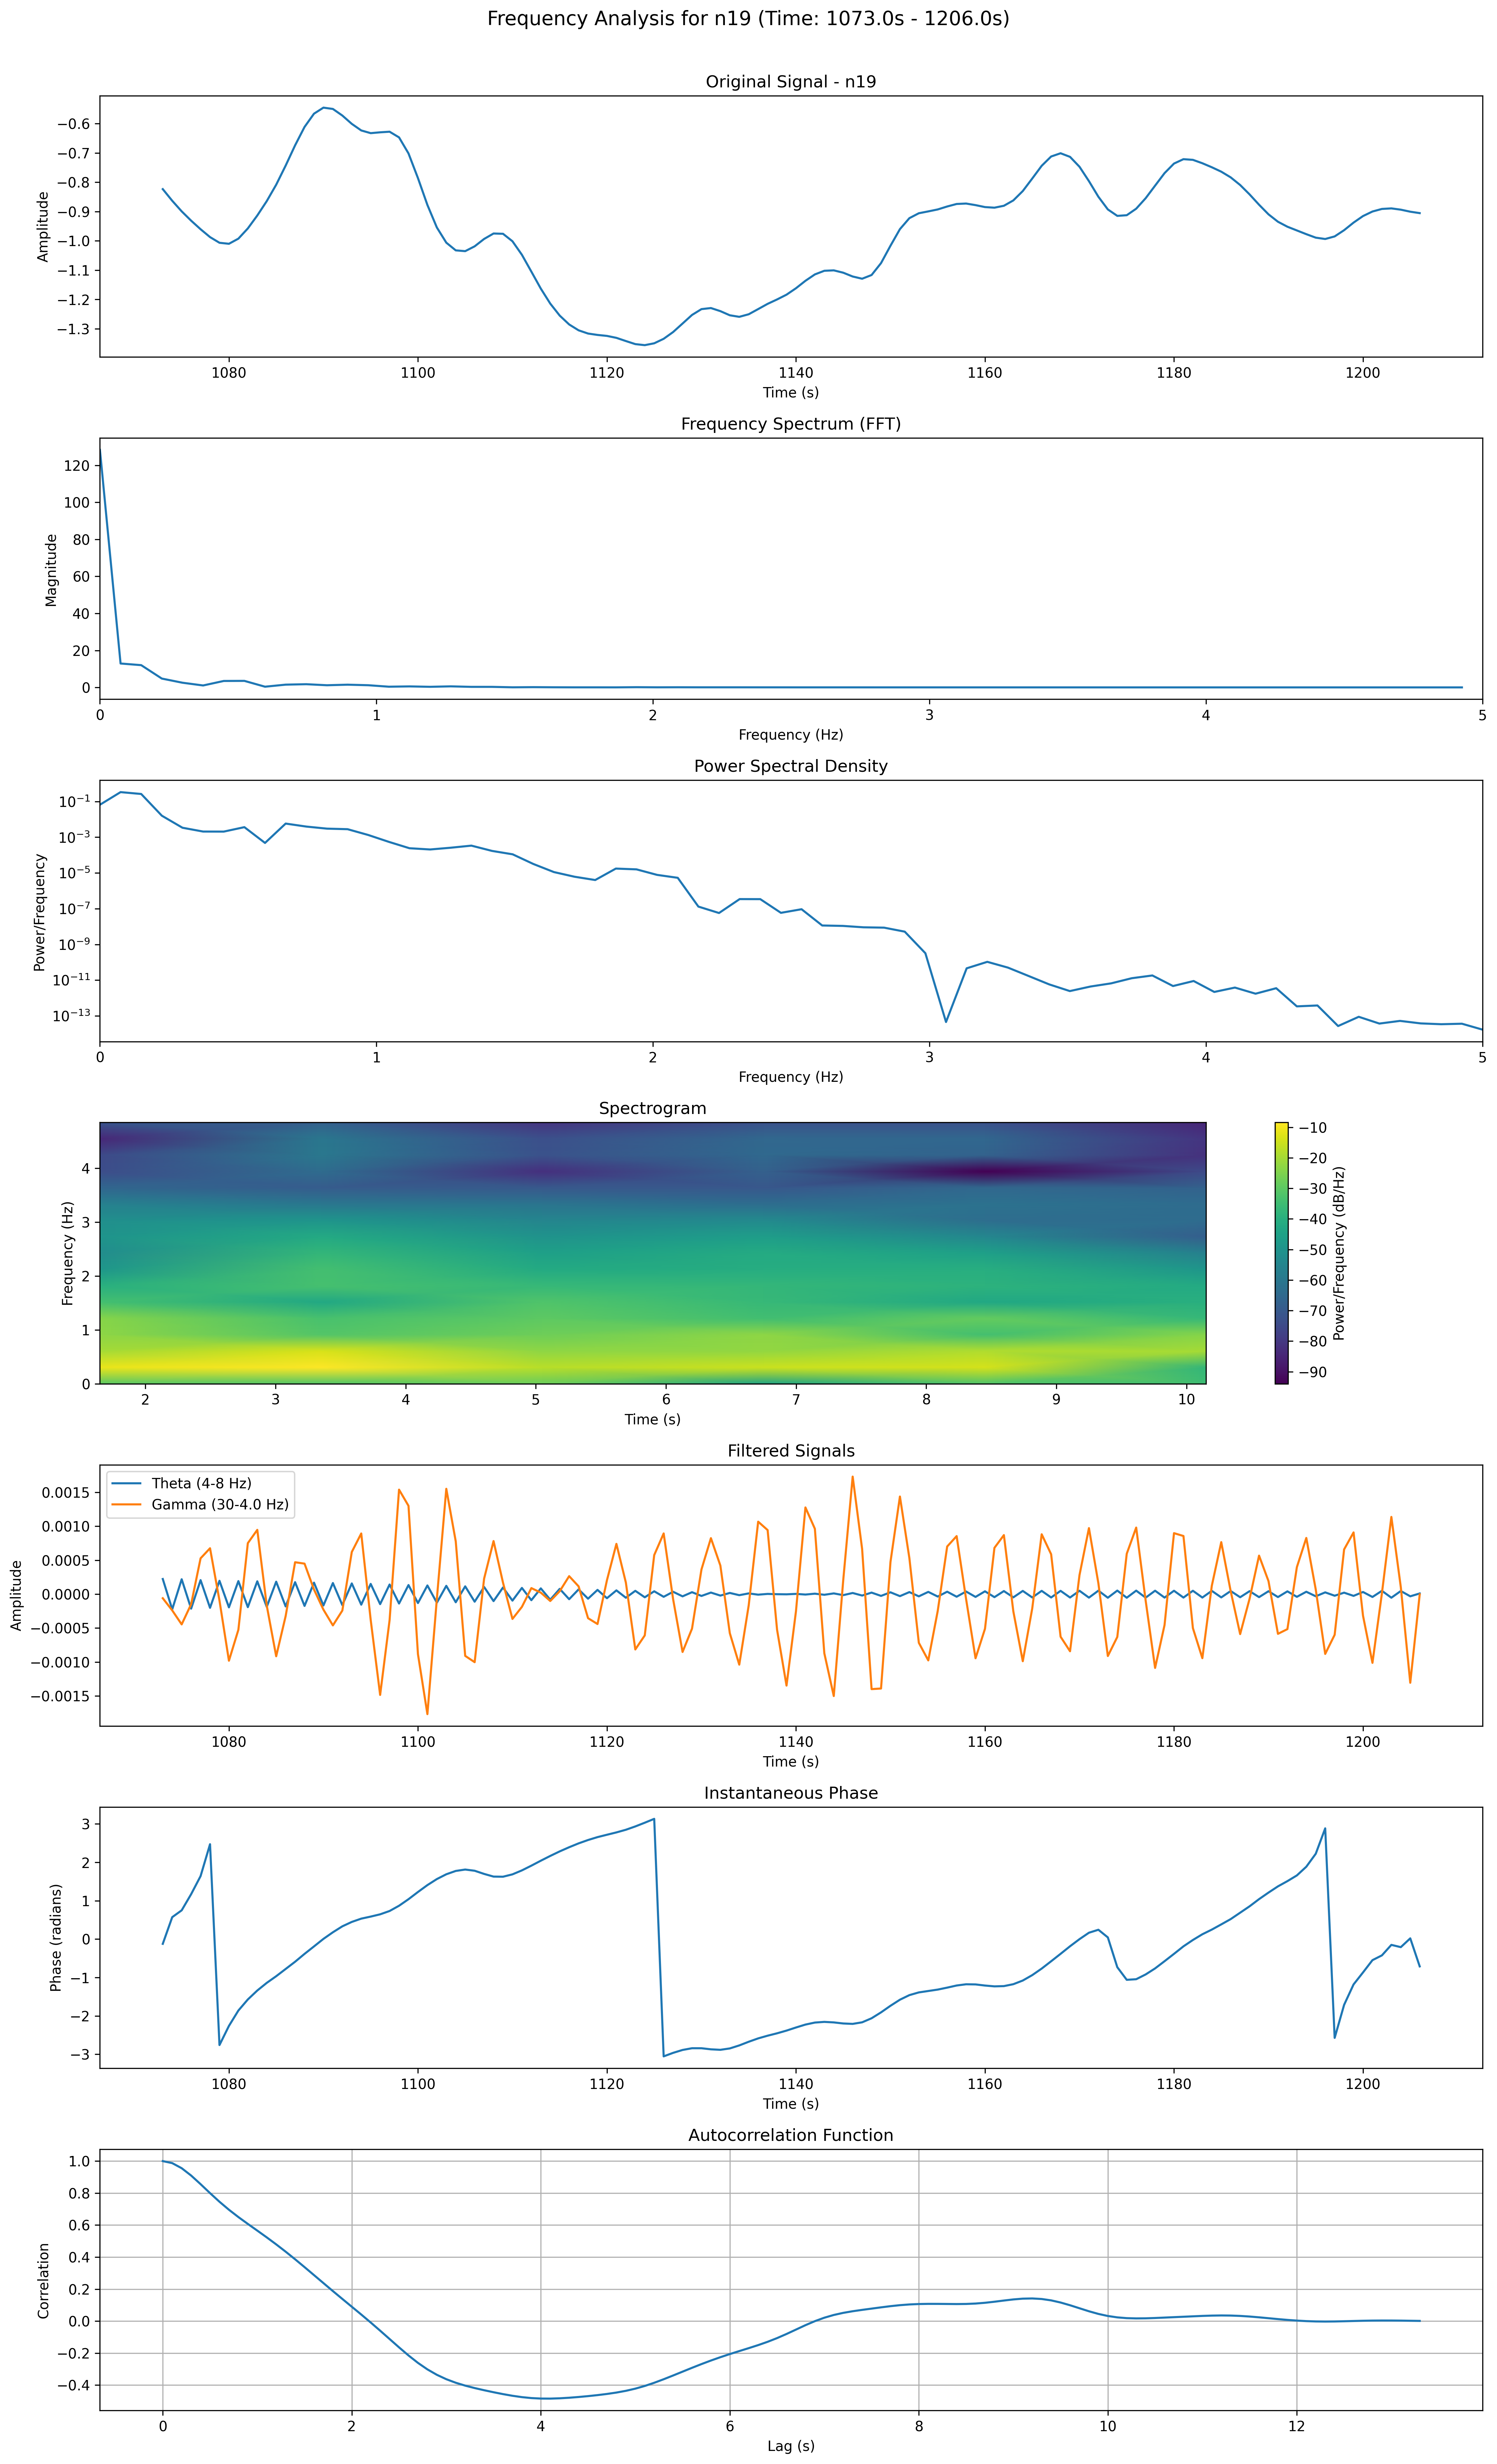 Frequency Analysis for n19 (Time: 1073.0s - 1206.0s)
Original Signal - n19
Amplitude
−0.6
−0.7
−0.8
−0.9
−1.0
−1.1
−1.2
−1.3
1080 1100 1120 1140 1160 1180 1200
Time (s)
Frequency Spectrum (FFT)
Magnitude
120
100
80
60
40
20
0
0 1 2 3 4 5
Frequency (Hz)
Power Spectral Density
Power/Frequency
10⁻¹
10⁻³
10⁻⁵
10⁻⁷
10⁻⁹
10⁻¹¹
10⁻¹³
0 1 2 3 4 5
Frequency (Hz)
Spectrogram
Frequency (Hz)
4
3
2
1
0
2 3 4 5 6 7 8 9 10
Time (s)
−10
−20
−30
−40
−50
−60
−70
−80
−90
Power/Frequency (dB/Hz)
Filtered Signals
Theta (4-8 Hz)
Gamma (30-4.0 Hz)
Amplitude
0.0015
0.0010
0.0005
0.0000
−0.0005
−0.0010
−0.0015
1080 1100 1120 1140 1160 1180 1200
Time (s)
Instantaneous Phase
Phase (radians)
3
2
1
0
−1
−2
−3
1080 1100 1120 1140 1160 1180 1200
Time (s)
Autocorrelation Function
Correlation
1.0
0.8
0.6
0.4
0.2
0.0
−0.2
−0.4
0 2 4 6 8 10 12
Lag (s)